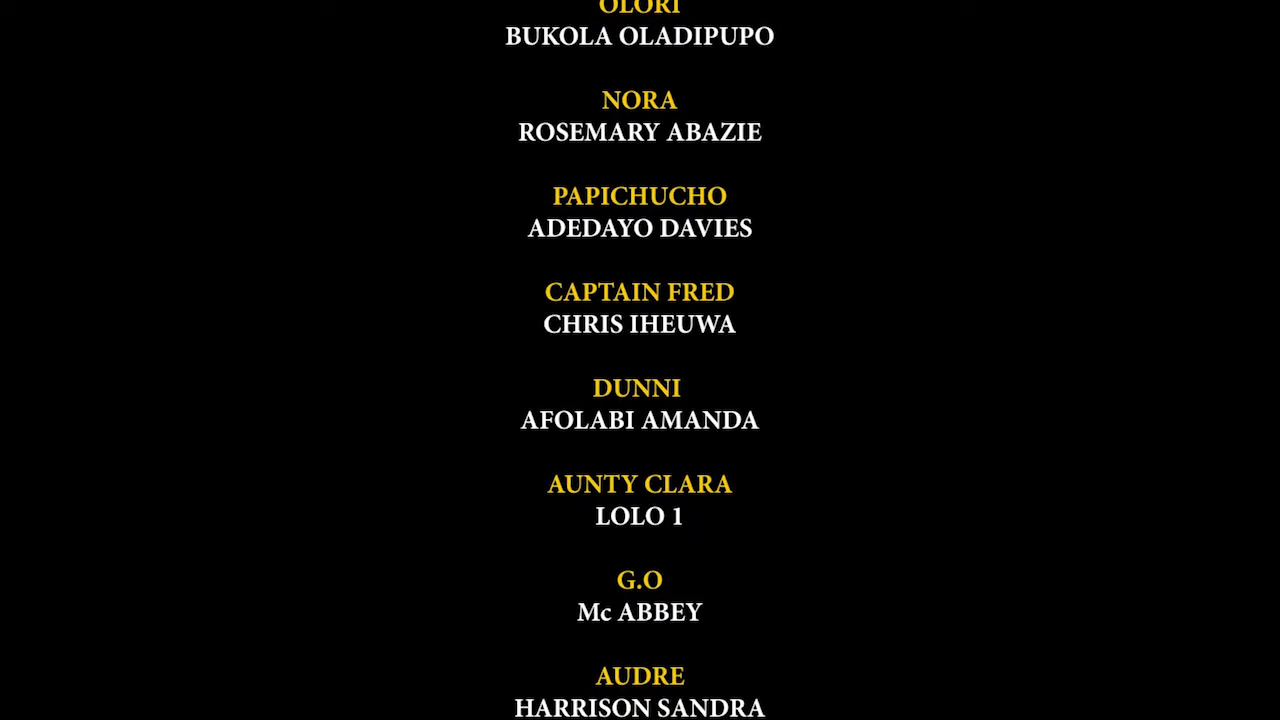 OLORI
BUKOLA OLADIPUPO
NORA
ROSEMARY ABAZIE
PAPICHUCHO
ADEDAYO DAVIES
CAPTAIN FRED
CHRIS IHEUWA
DUNNI
AFOLABI AMANDA
AUNTY CLARA
LOLO 1
G.O
Mc ABBEY
AUDRE
HARRISON SANDRA